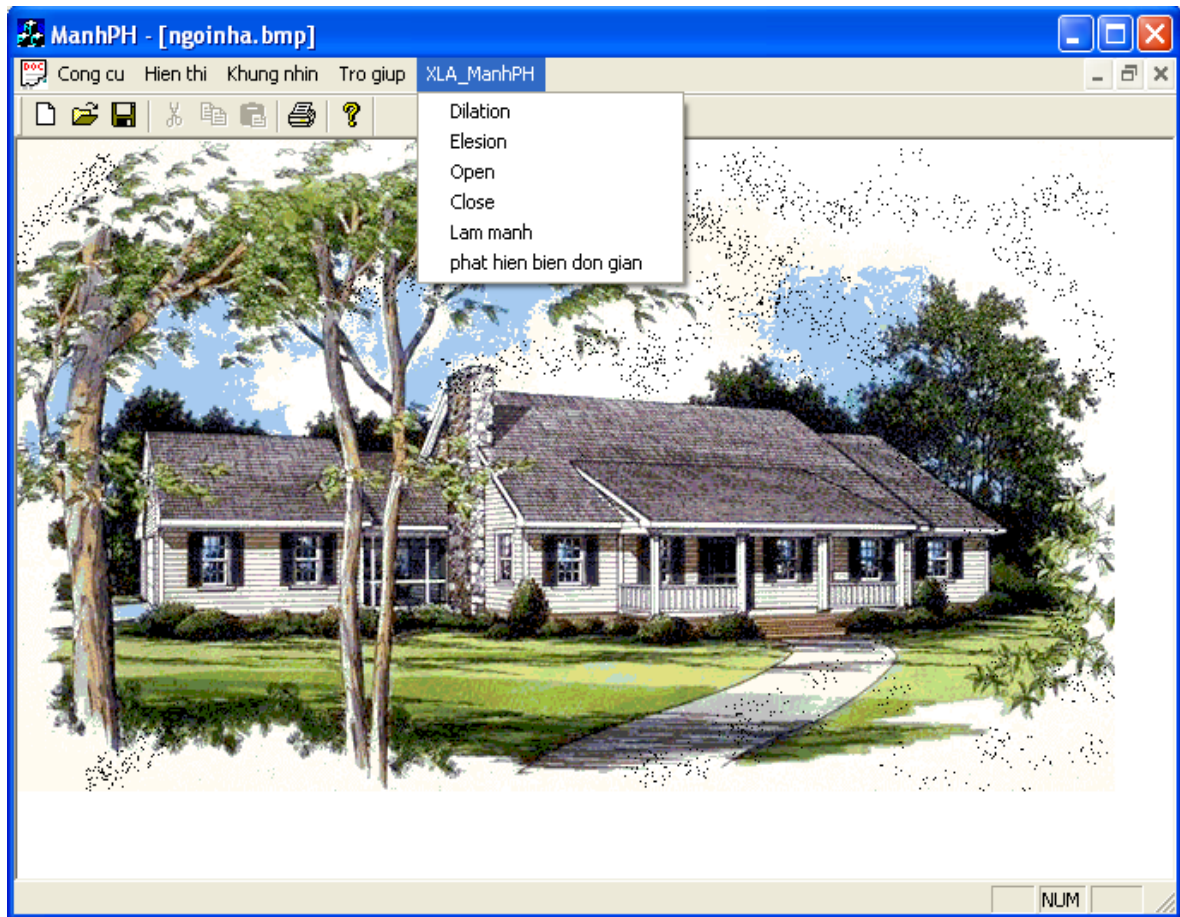 ManhPH - [ngoinha.bmp]
DOC Cong cu Hien thi Khung nhin Tro giup XLA_ManhPH
Dilation
Elesion
Open
Close
Lam manh
phat hien bien don gian
NUM